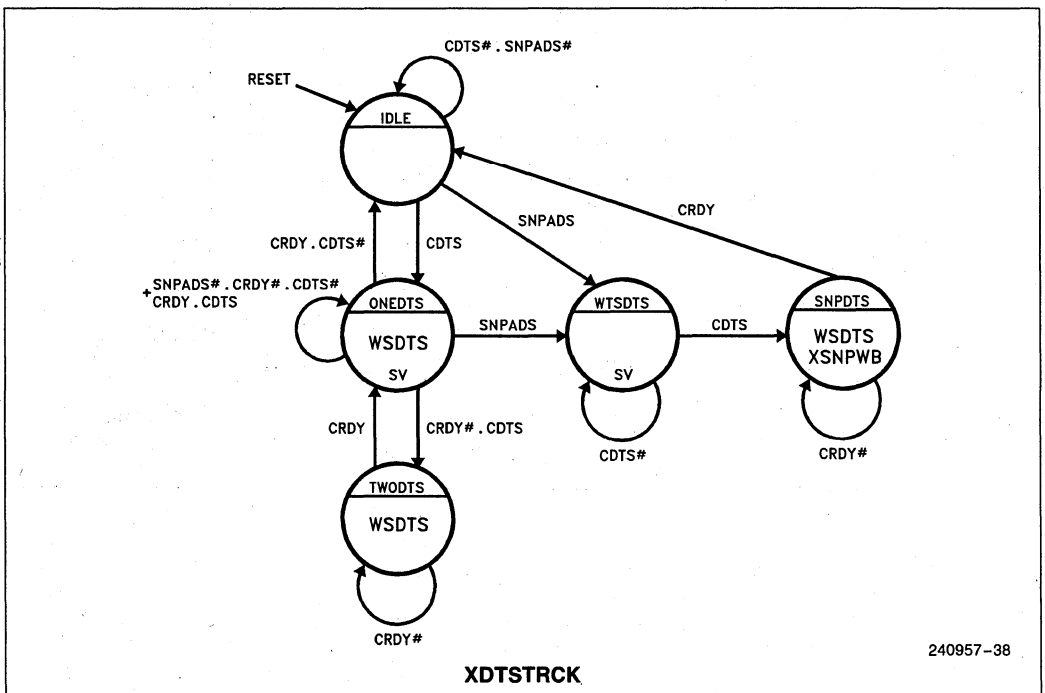 CDTS# . SNPADS#
RESET
IDLE
CRDY
SNPADS
CRDY . CDTS#
CDTS
+SNPADS# . CRDY# . CDTS#
CRDY . CDTS
ONEDTS
WSDTS
SV
SNPADS
WTSDTS
SV
CDTS
SNPDTS
WSDTS
XSNPWB
CRDY
CRDY# . CDTS
CDTS#
CRDY#
TWODTS
WSDTS
CRDY#
240957-38
XDTSTRCK